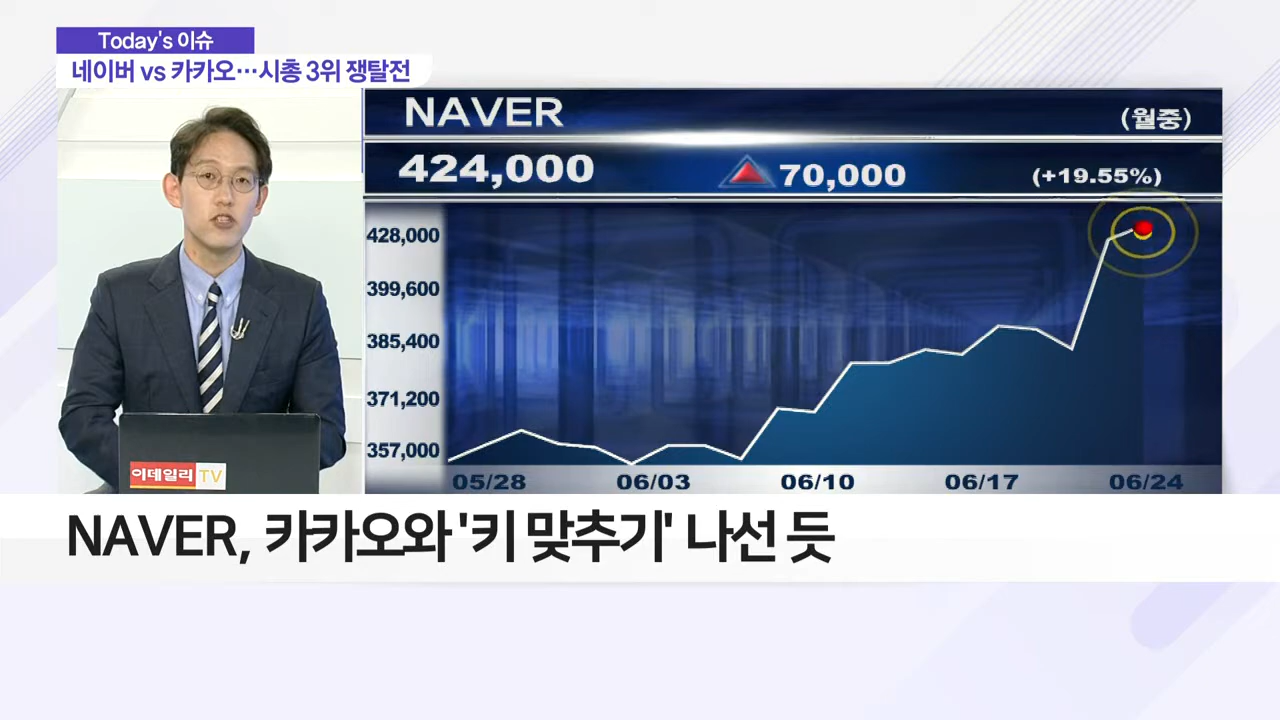 Today's 이슈
네이버 vs 카카오…시총 3위 쟁탈전
NAVER (월중)
424,000 70,000 (+19.55%)
428,000
399,600
385,400
371,200
357,000
05/28 06/03 06/10 06/17 06/24
이데일리 TV
NAVER, 카카오와 '키 맞추기' 나선 듯